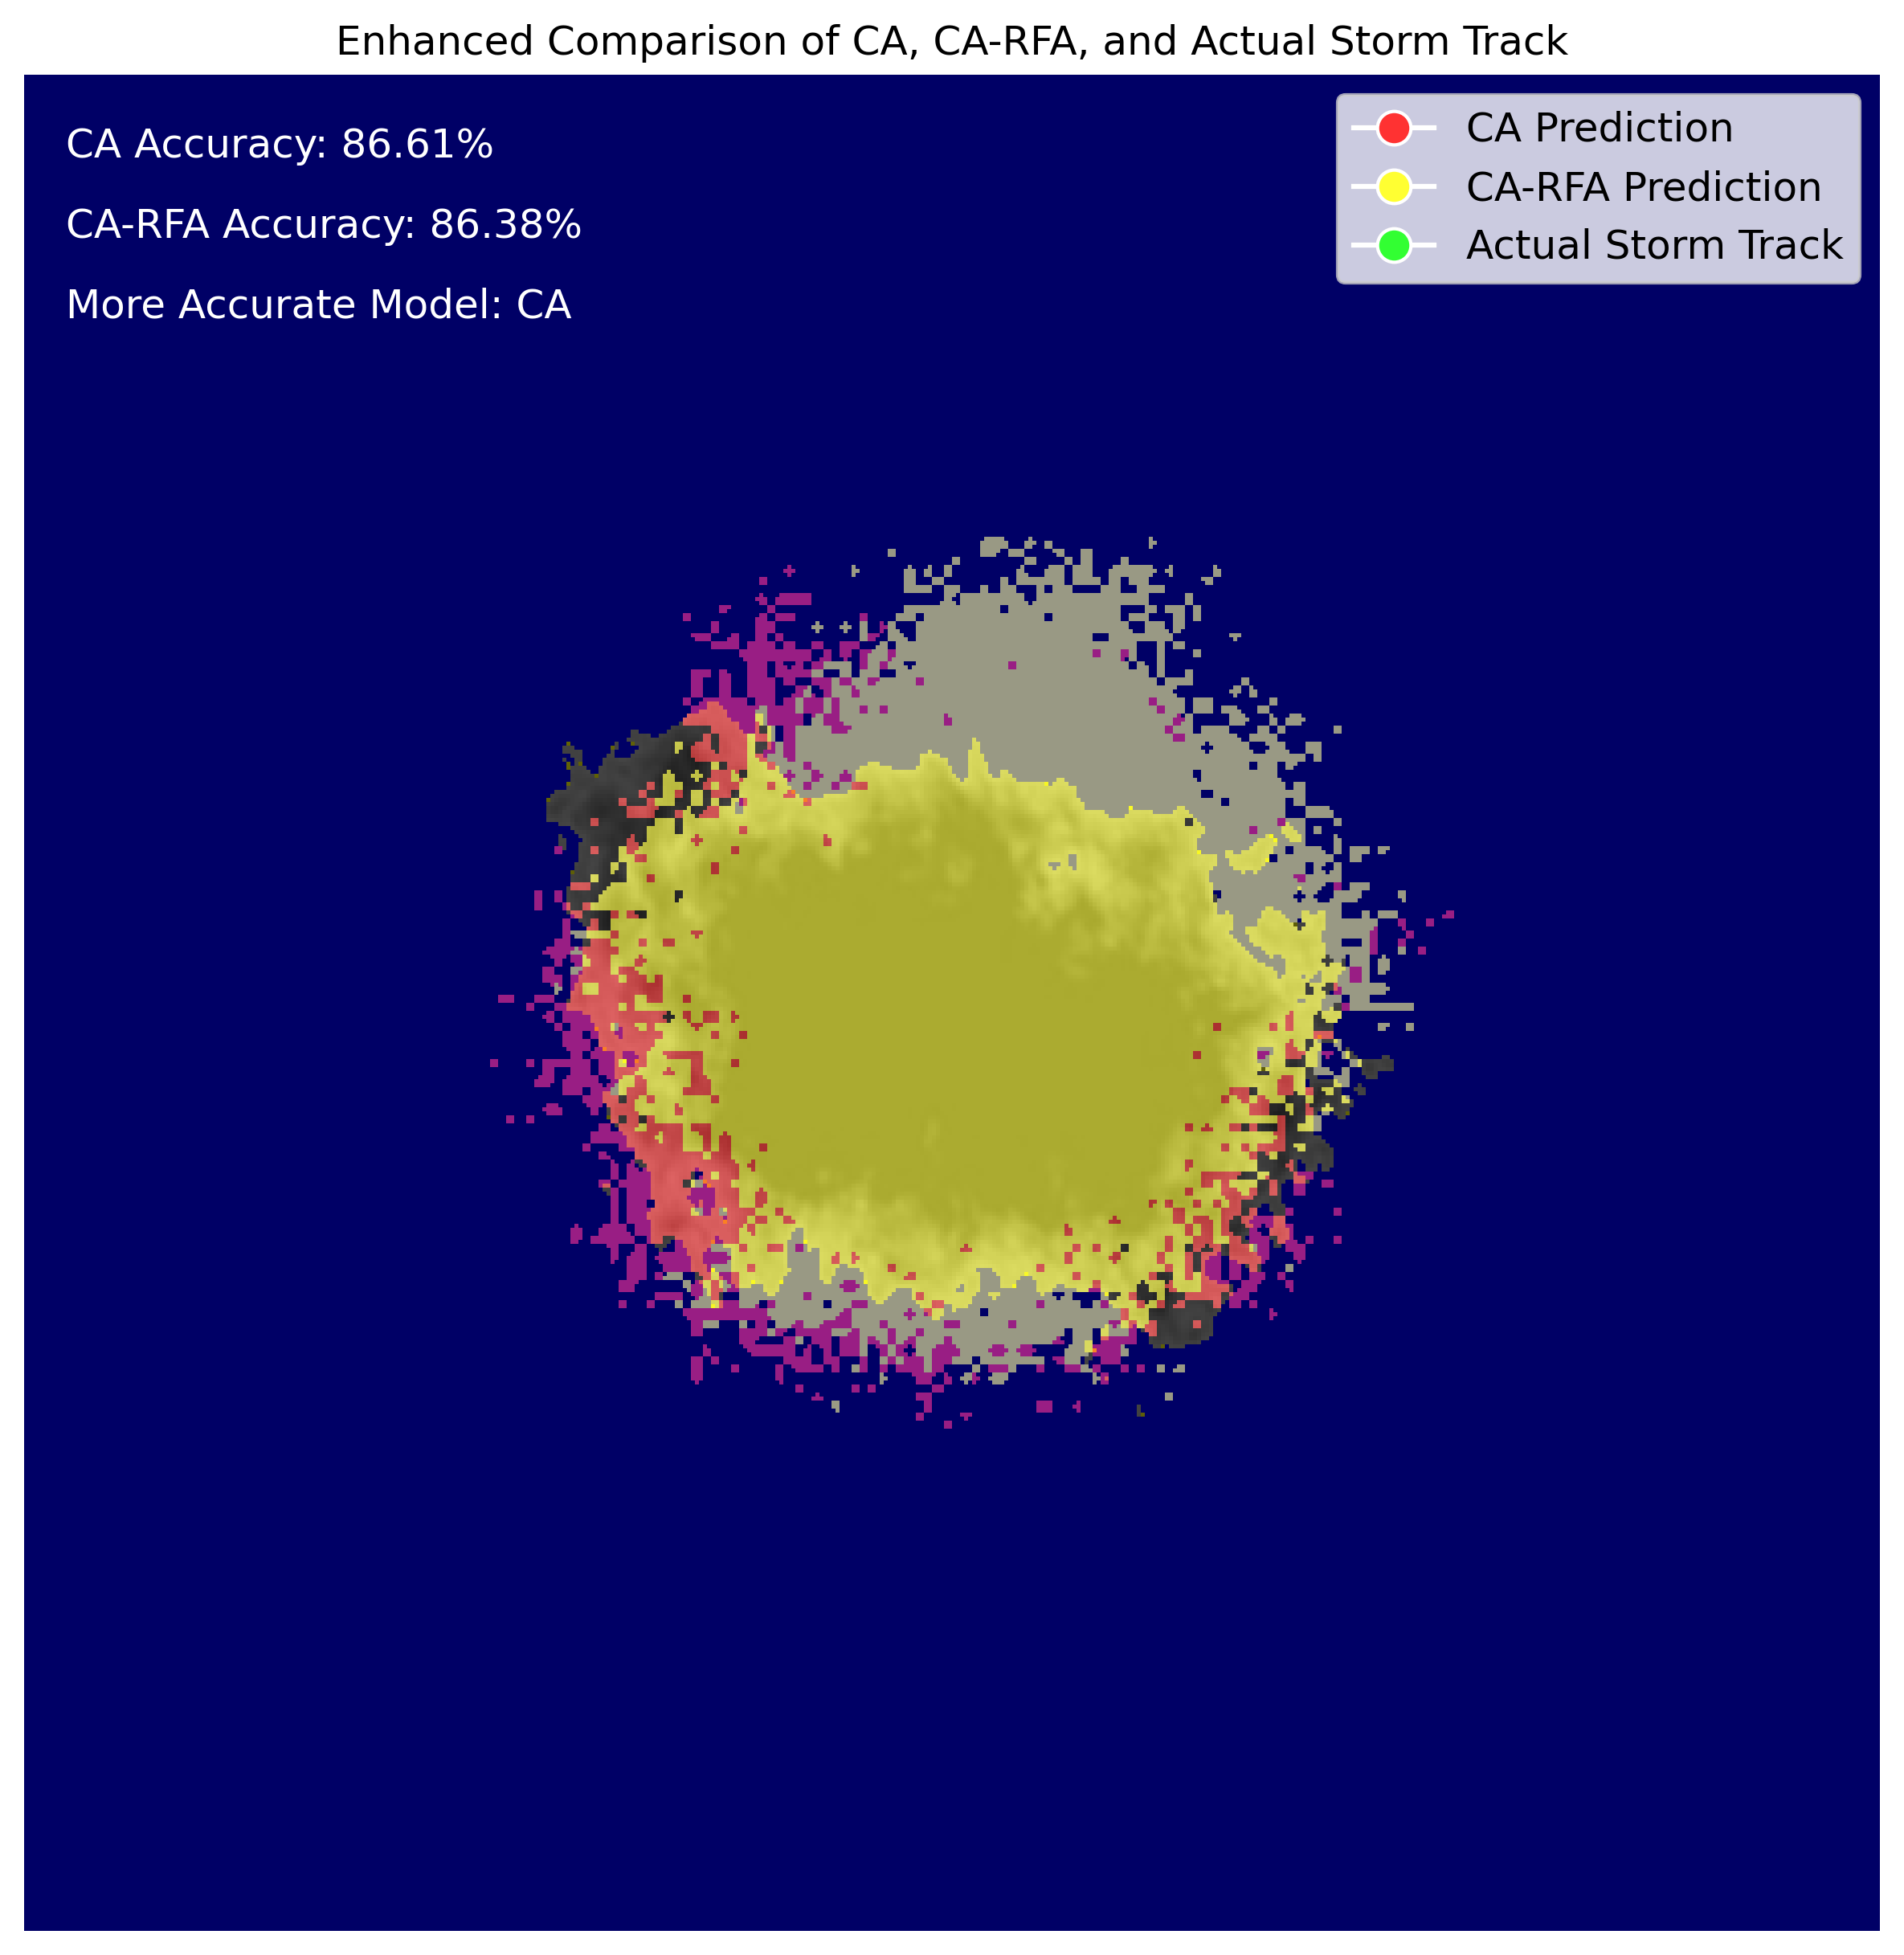 Enhanced Comparison of CA, CA-RFA, and Actual Storm Track
CA Accuracy: 86.61%
CA-RFA Accuracy: 86.38%
More Accurate Model: CA
CA Prediction
CA-RFA Prediction
Actual Storm Track